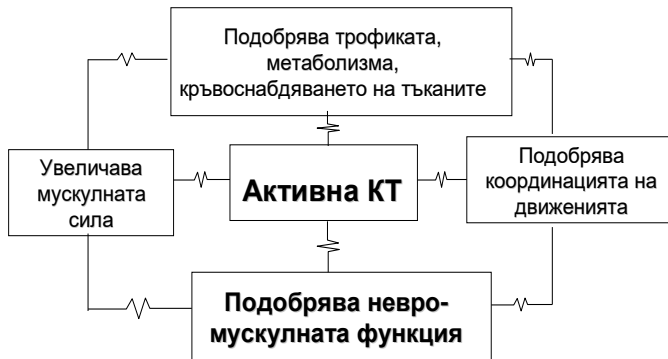 Подобрява трофиката,
метаболизма,
кръвоснабдяването на тъканите
Увеличава
мускулната
сила
Активна КТ
Подобрява
координацията на
движенията
Подобрява невро-
мускулната функция